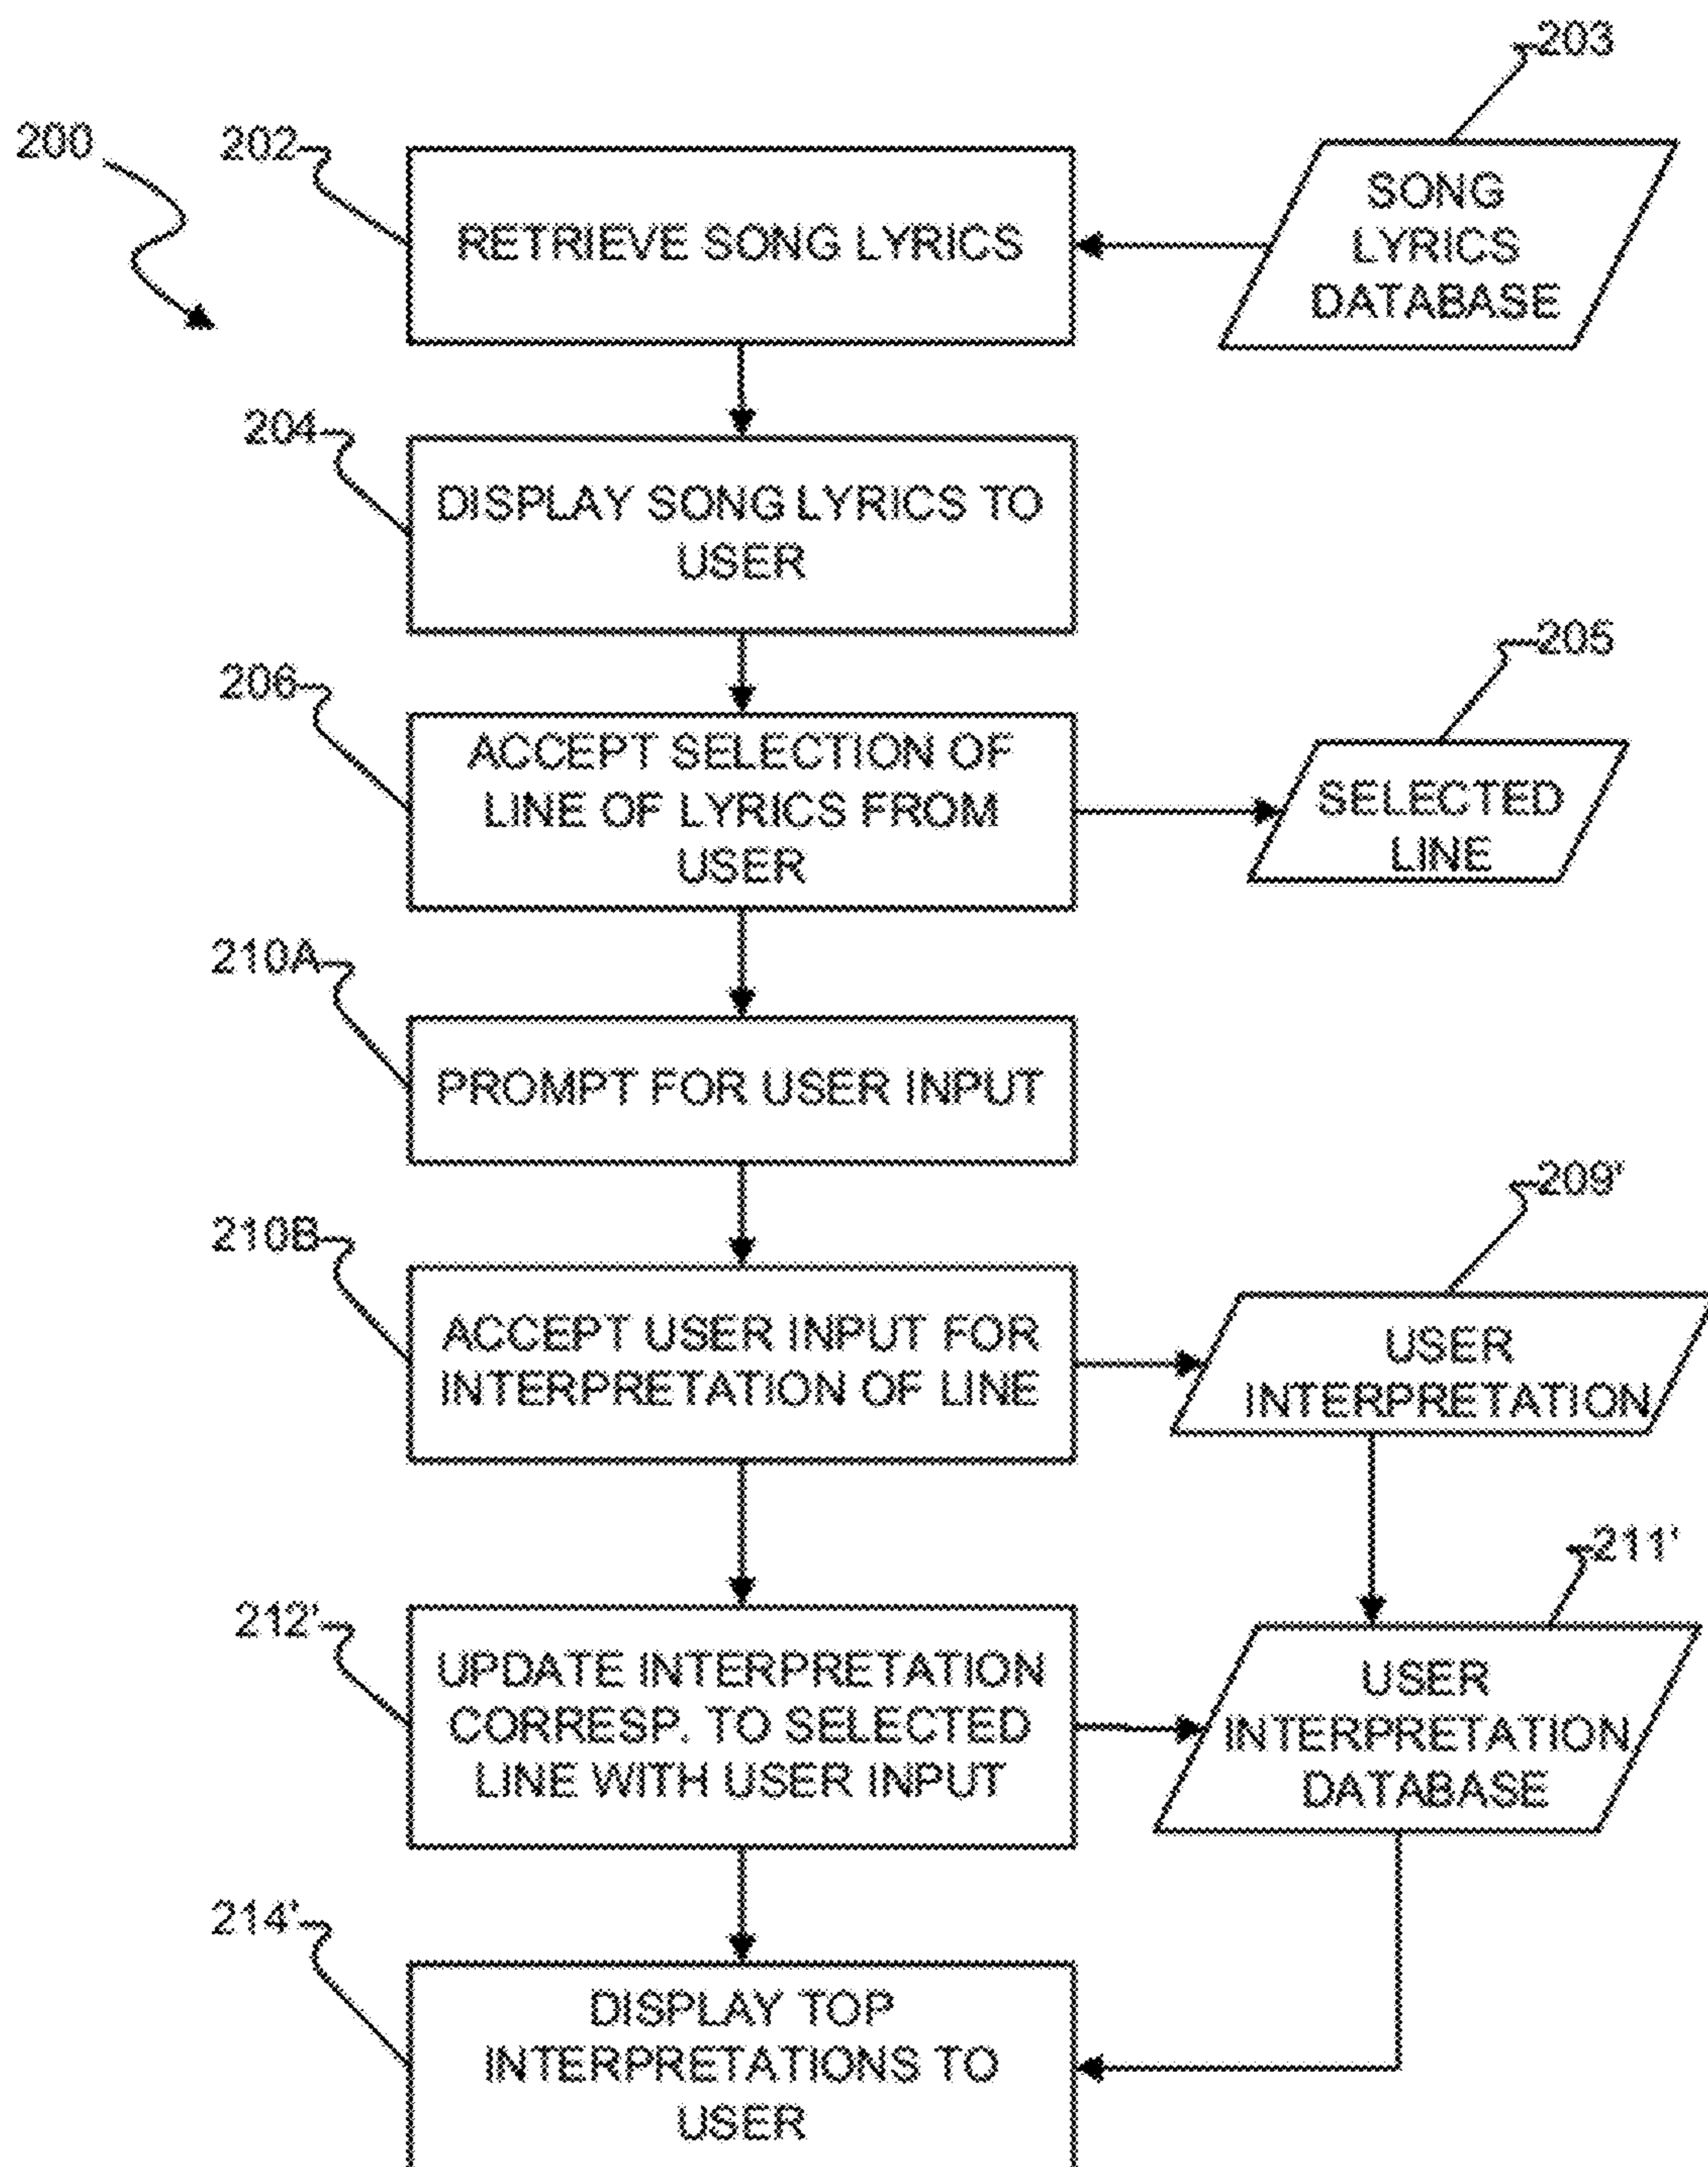 203
200
202
RETRIEVE SONG LYRICS
SONG
LYRICS
DATABASE
204
DISPLAY SONG LYRICS TO
USER
206
205
ACCEPT SELECTION OF
LINE OF LYRICS FROM
USER
SELECTED
LINE
210A
PROMPT FOR USER INPUT
209'
210B
ACCEPT USER INPUT FOR
INTERPRETATION OF LINE
USER
INTERPRETATION
211'
212'
UPDATE INTERPRETATION
CORRESP. TO SELECTED
LINE WITH USER INPUT
USER
INTERPRETATION
DATABASE
214'
DISPLAY TOP
INTERPRETATIONS TO
USER